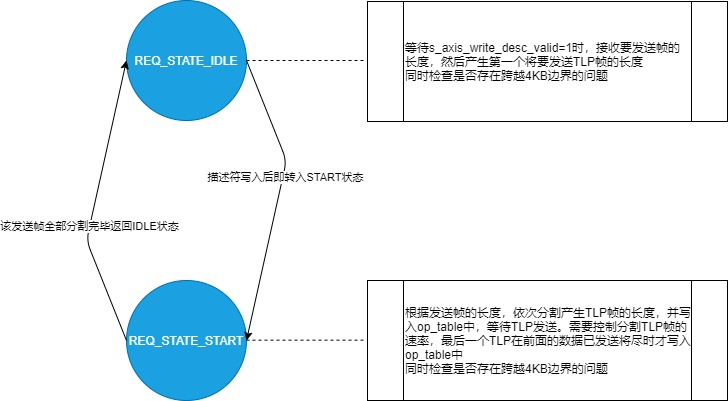 REQ_STATE_IDLE
等待s_axis_write_desc_valid=1时，接收要发送帧的
长度，然后产生第一个将要发送TLP帧的长度
同时检查是否存在跨越4KB边界的问题
描述符写入后即转入START状态
该发送帧全部分割完毕返回IDLE状态
REQ_STATE_START
根据发送帧的长度，依次分割产生TLP帧的长度，并写
入op_table中，等待TLP发送。需要控制分割TLP帧的
速率，最后一个TLP在前面的数据已发送将尽时才写入
op_table中
同时检查是否存在跨越4KB边界的问题